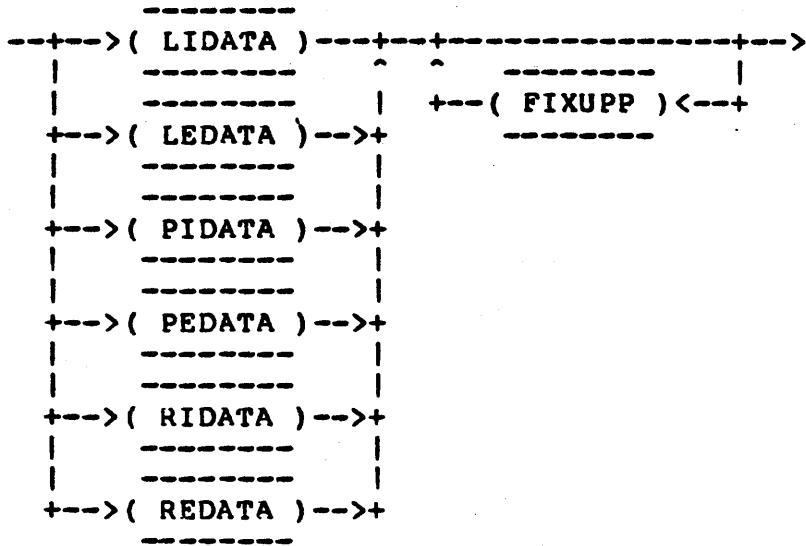 --------
--+-->( LIDATA )---+--+------------------+-->
| -------- ^ ^ -------- |
| -------- | +--( FIXUPP )<--+
+-->( LEDATA )-->+ --------
| -------- |
| -------- |
+-->( PIDATA )-->+
| -------- |
| -------- |
+-->( PEDATA )-->+
| -------- |
| -------- |
+-->( RIDATA )-->+
| -------- |
| -------- |
+-->( REDATA )-->+
--------